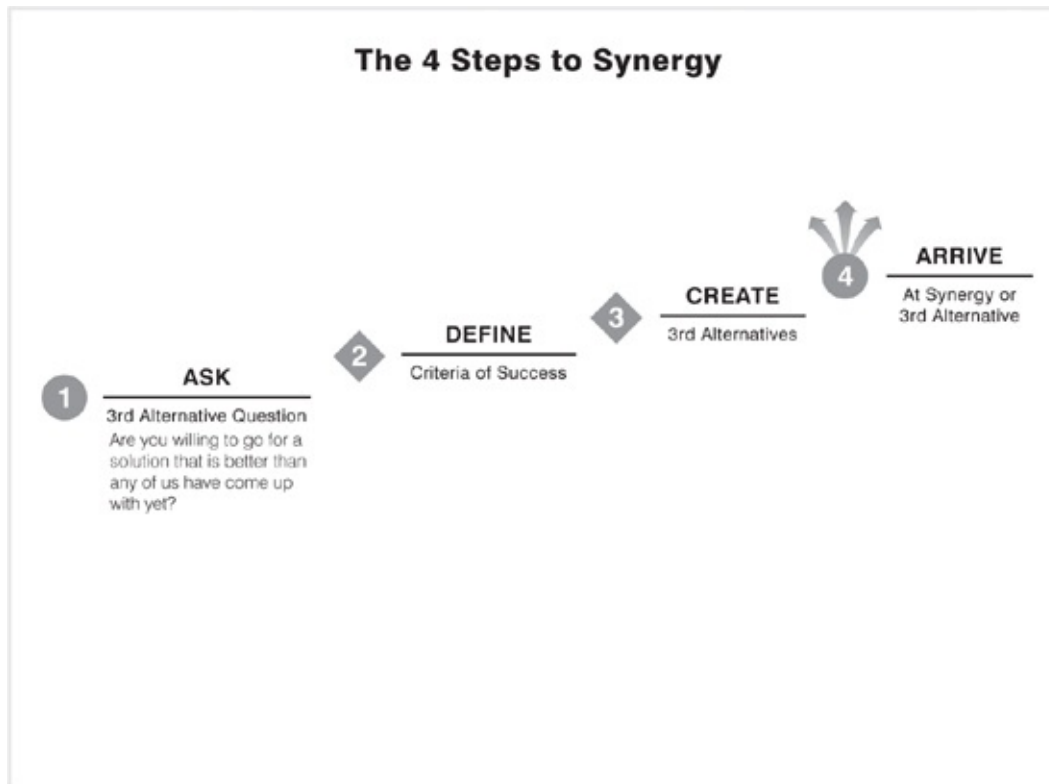 The 4 Steps to Synergy
1
ASK
3rd Alternative Question
Are you willing to go for a
solution that is better than
any of us have come up
with yet?
2
DEFINE
Criteria of Success
3
CREATE
3rd Alternatives
4
ARRIVE
At Synergy or
3rd Alternative